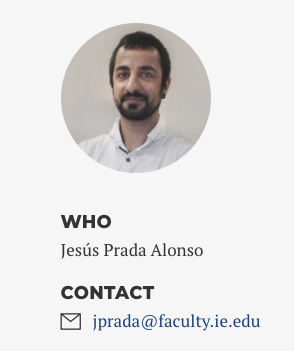 WHO
Jesús Prada Alonso
CONTACT
jprada@faculty.ie.edu